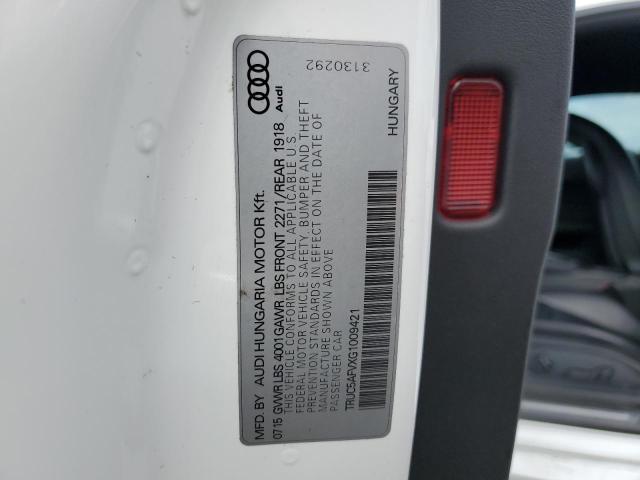 MFD. BY AUDI HUNGARIA MOTOR Kft.
07 15 GVWR LBS 4001 GAWR LBS FRONT 2271/REAR 1918
THIS VEHICLE CONFORMS TO ALL APPLICABLE U.S.
FEDERAL MOTOR VEHICLE SAFETY, BUMPER AND THEFT
PREVENTION STANDARDS IN EFFECT ON THE DATE OF
MANUFACTURE SHOWN ABOVE
PASSENGER CAR
TRUC5AFVXG1009421
HUNGARY
Audi
3130292